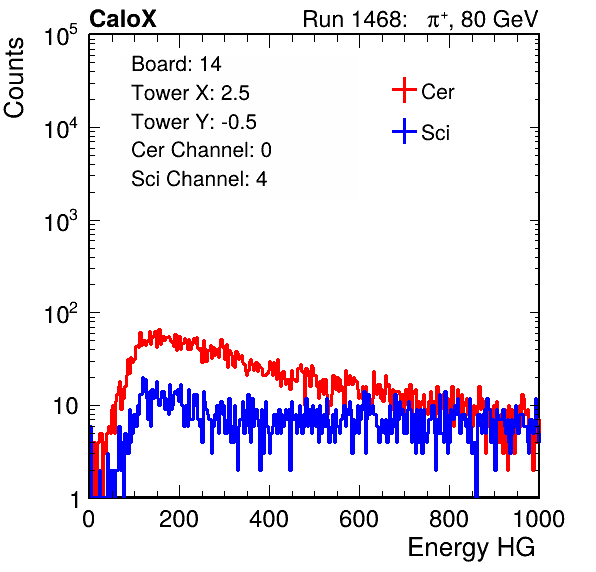 CaloX Run 1468: π⁺, 80 GeV
Counts
Board: 14
Tower X: 2.5
Tower Y: -0.5
Cer Channel: 0
Sci Channel: 4
Cer
Sci
10⁵
10⁴
10³
10²
10
1
0 200 400 600 800 1000
Energy HG